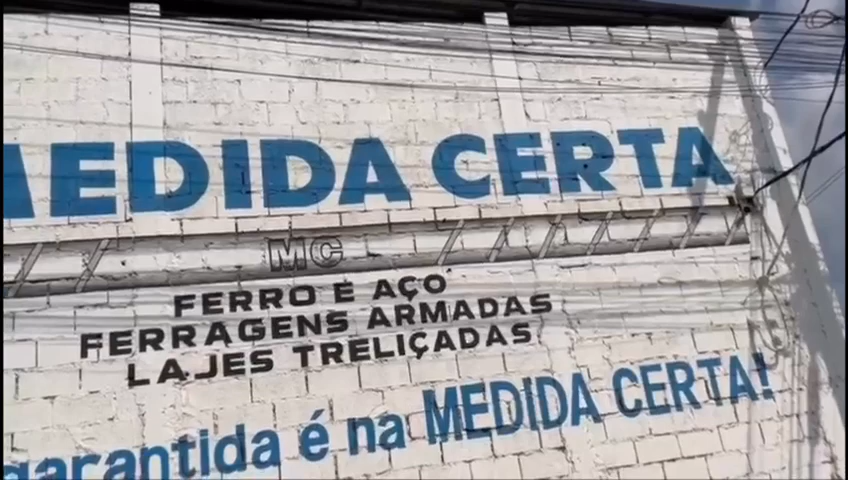 MEDIDA CERTA
MC
FERRO E AÇO
FERRAGENS ARMADAS
LAJES TRELIÇADAS
garantida é na MEDIDA CERTA!